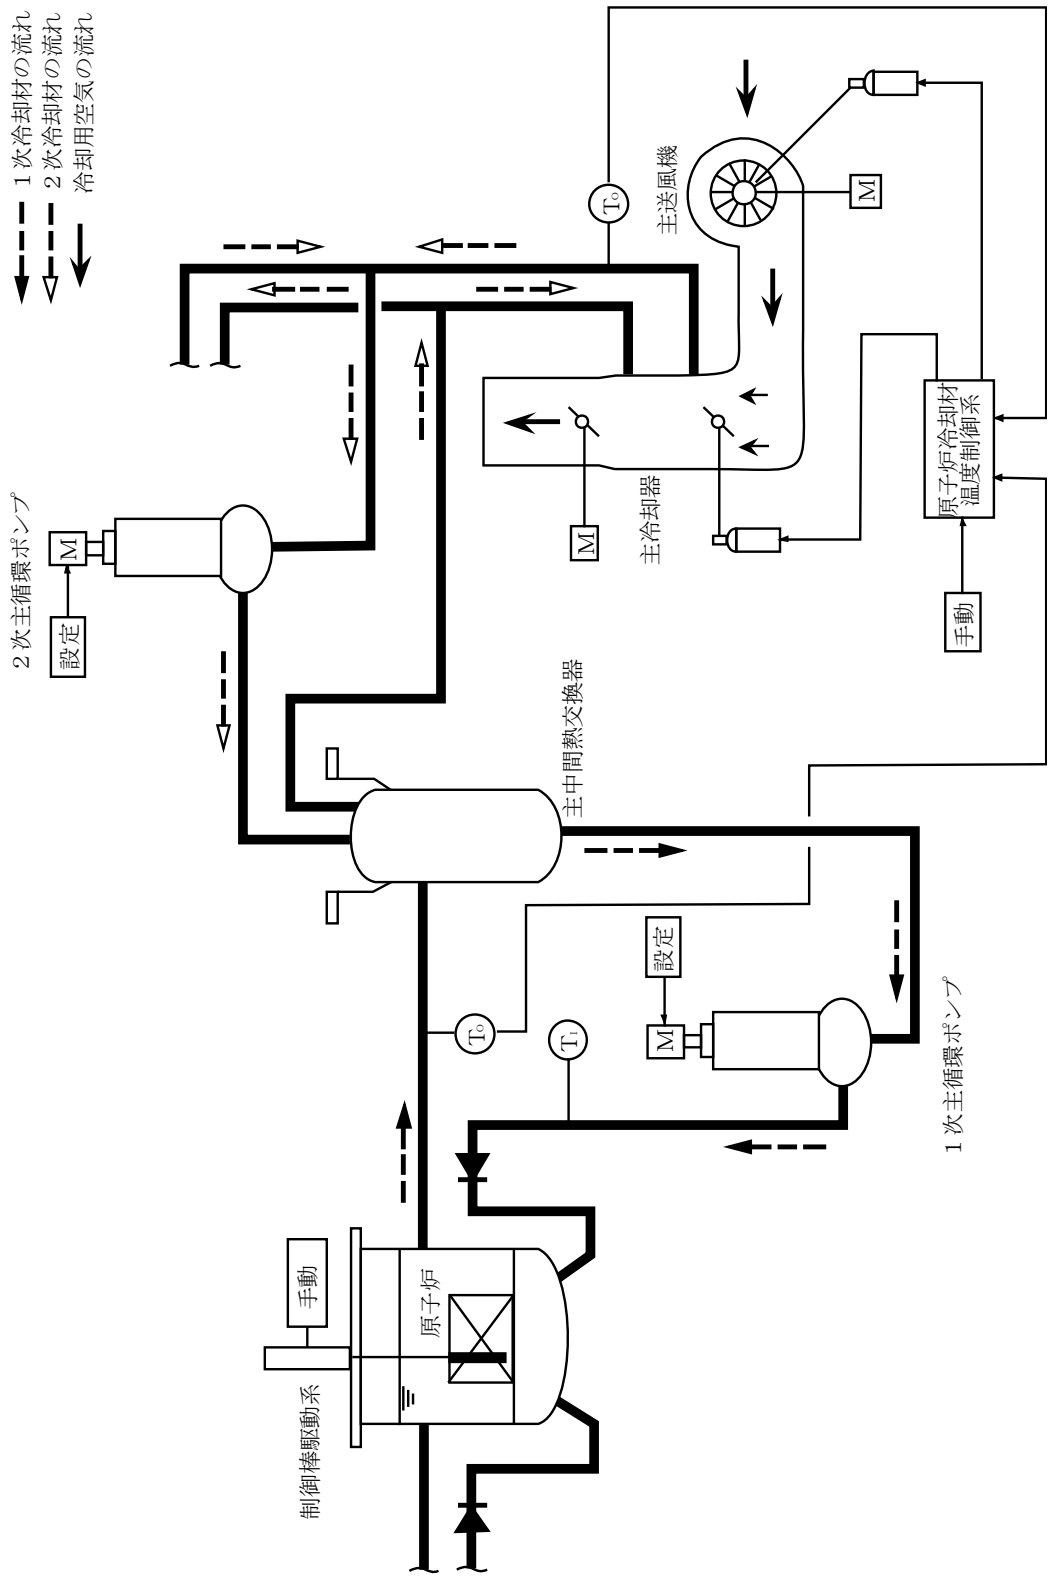 1次冷却材の流れ
2次冷却材の流れ
冷却用空気の流れ
制御棒駆動系
手動
原子炉
T₀
T₁
M
設定
1次主循環ポンプ
主中間熱交換器
2次主循環ポンプ
M
設定
主冷却器
M
主送風機
M
T₀
原子炉冷却材
温度制御系
手動